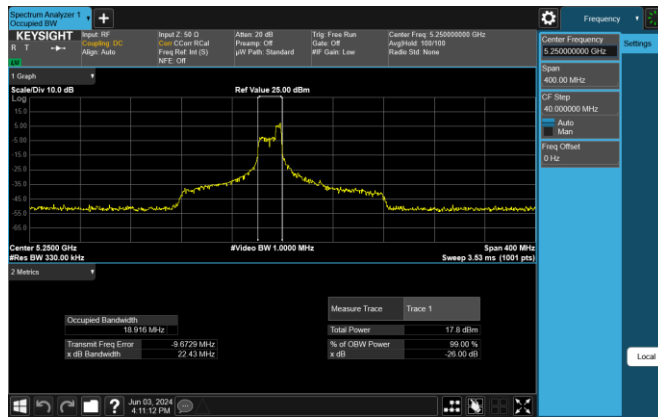 Spectrum Analyzer 1
Occupied BW
Frequency
KEYSIGHT
R T
Input: RF
Coupling: DC
Align: Auto
Input Z: 50 Ω
Corr CCorr RCal
Freq Ref: Int (S)
NFE: Off
Atten: 20 dB
Preamp: Off
µW Path: Standard
Trig: Free Run
Gate: Off
#IF Gain: Low
Center Freq: 5.250000000 GHz
Avg|Hold: 100/100
Radio Std: None
Center Frequency
5.250000000 GHz
Settings
Span
400.00 MHz
CF Step
40.000000 MHz
Auto
Man
Freq Offset
0 Hz
1 Graph
Scale/Div 10.0 dB
Ref Value 25.00 dBm
Log
15.0
5.00
-5.00
-15.0
-25.0
-35.0
-45.0
-55.0
-65.0
Center 5.2500 GHz
#Video BW 1.0000 MHz
Span 400 MHz
#Res BW 330.00 kHz
Sweep 3.53 ms (1001 pts)
2 Metrics
Measure Trace
Trace 1
Occupied Bandwidth
18.916 MHz
Total Power
17.8 dBm
Transmit Freq Error
-9.6729 MHz
% of OBW Power
99.00 %
x dB Bandwidth
22.43 MHz
x dB
-26.00 dB
Local
?
Jun 03, 2024
4:11:12 PM